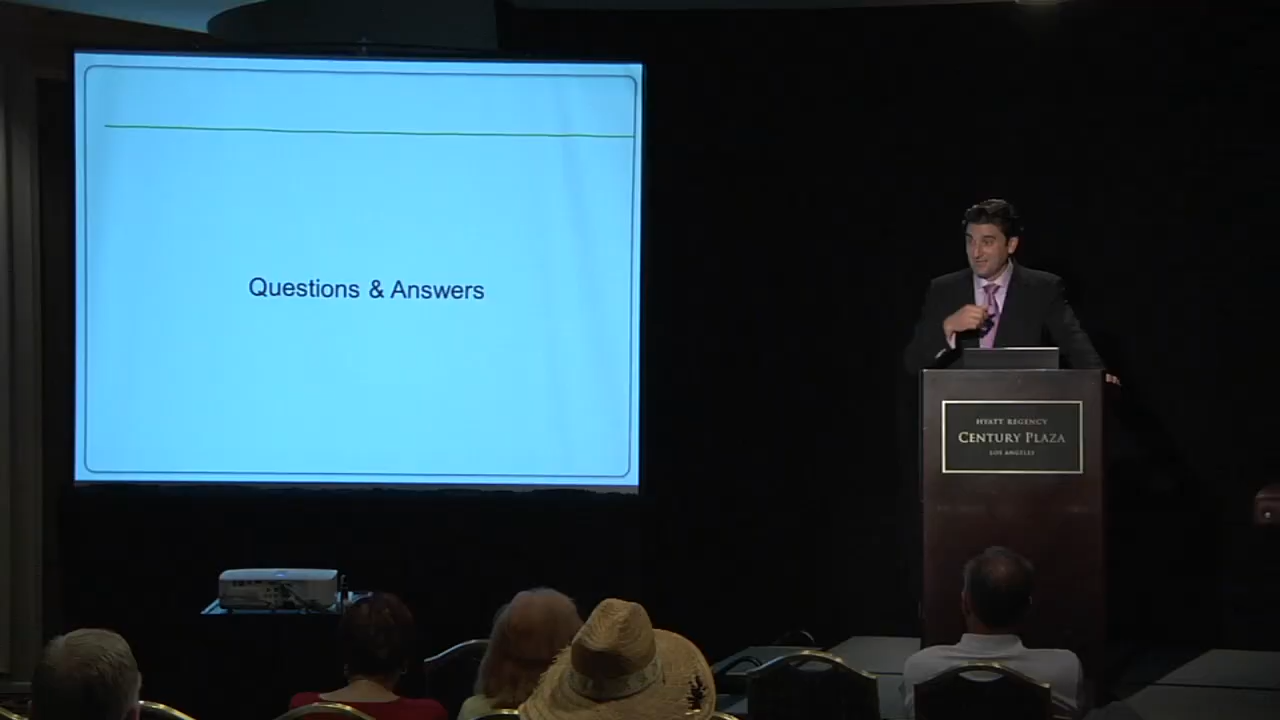 Questions & Answers
HYATT REGENCY
CENTURY PLAZA
LOS ANGELES